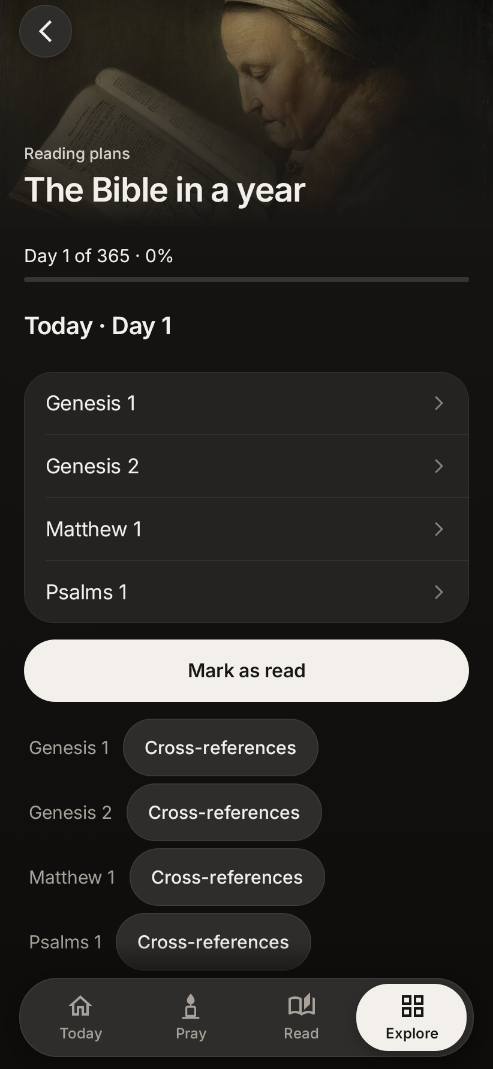 Reading plans
The Bible in a year
Day 1 of 365 · 0%
Today · Day 1
Genesis 1
Genesis 2
Matthew 1
Psalms 1
Mark as read
Genesis 1 Cross-references
Genesis 2 Cross-references
Matthew 1 Cross-references
Psalms 1 Cross-references
Today Pray Read Explore